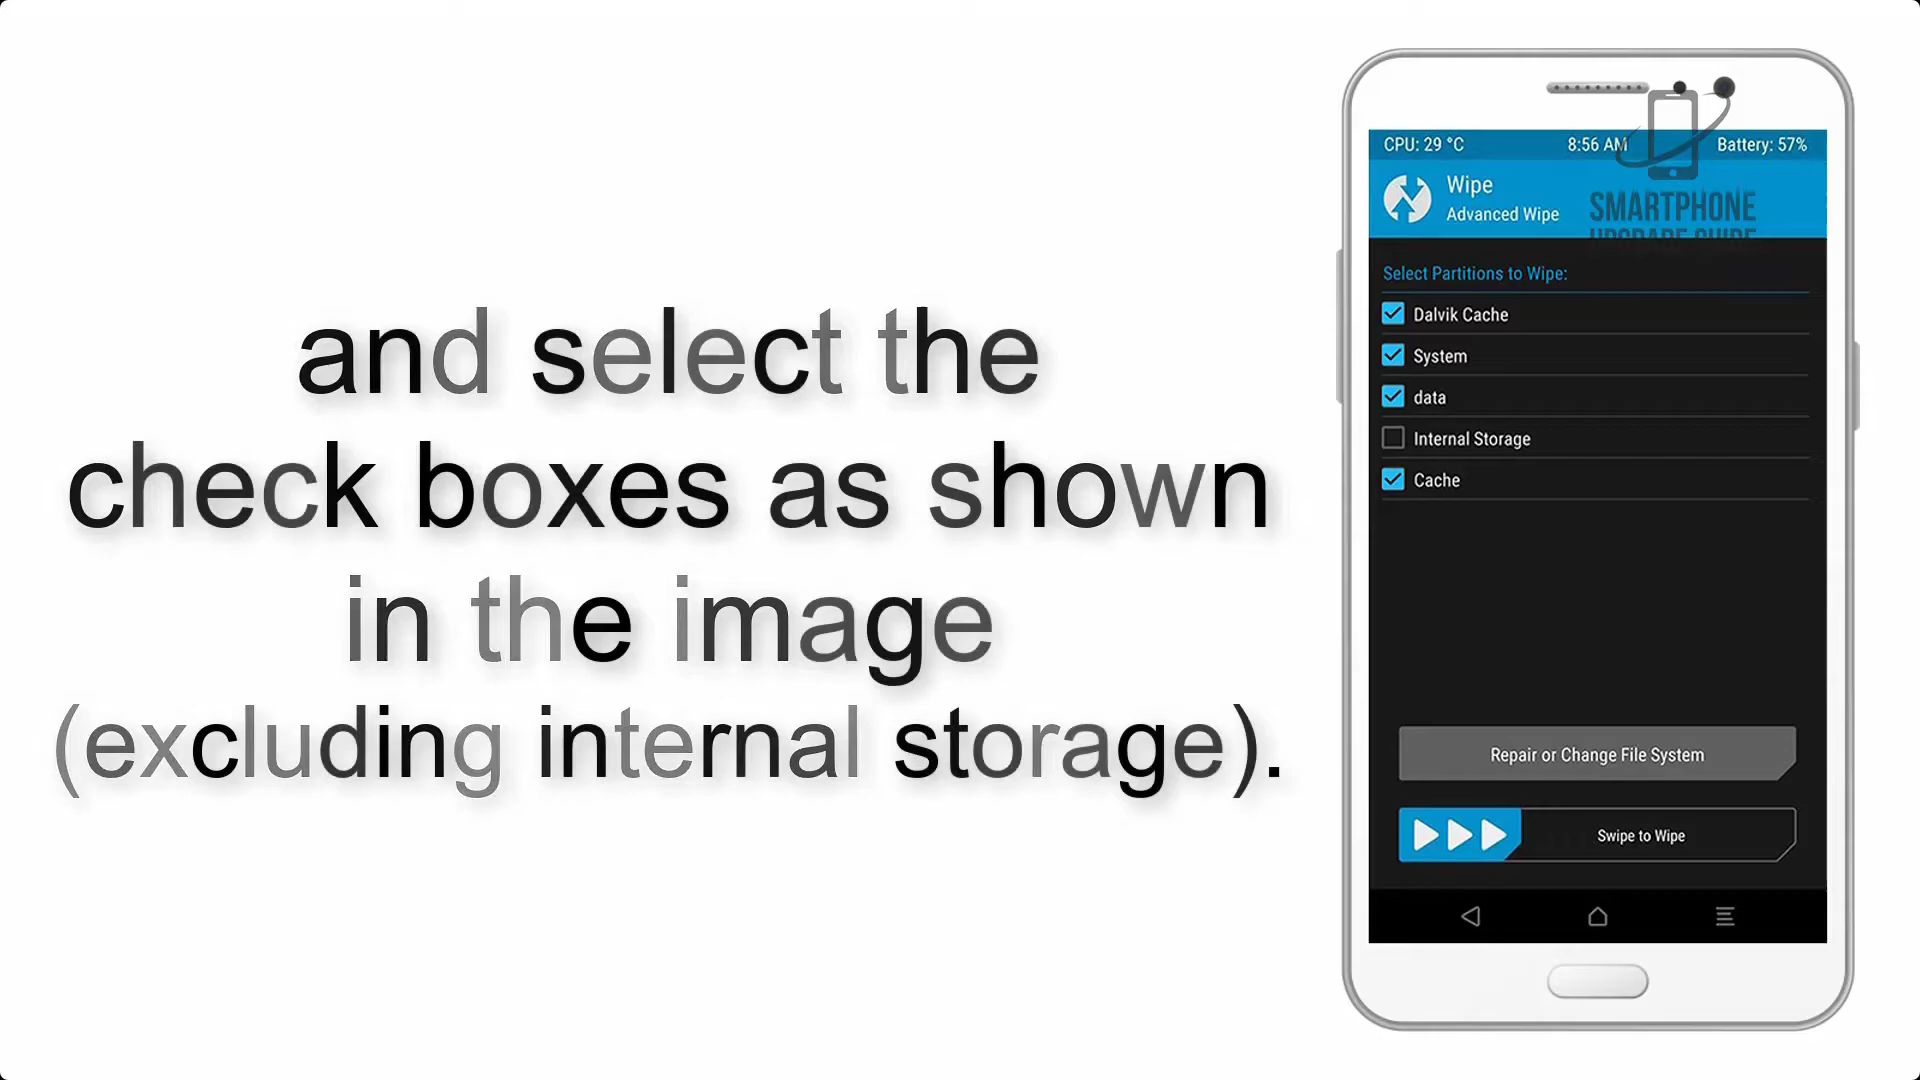 and select the
check boxes as shown
in the image
(excluding internal storage).
CPU: 29 °C 8:56 AM Battery: 57%
Wipe
Advanced Wipe
SMARTPHONE
UPGRADE GUIDE
Select Partitions to Wipe:
Dalvik Cache
System
data
Internal Storage
Cache
Repair or Change File System
Swipe to Wipe